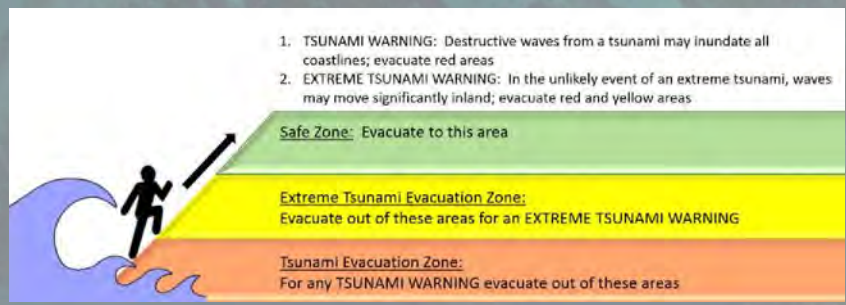 1. TSUNAMI WARNING: Destructive waves from a tsunami may inundate all
coastlines; evacuate red areas
2. EXTREME TSUNAMI WARNING: In the unlikely event of an extreme tsunami, waves
may move significantly inland; evacuate red and yellow areas
Safe Zone: Evacuate to this area
Extreme Tsunami Evacuation Zone:
Evacuate out of these areas for an EXTREME TSUNAMI WARNING
Tsunami Evacuation Zone:
For any TSUNAMI WARNING evacuate out of these areas